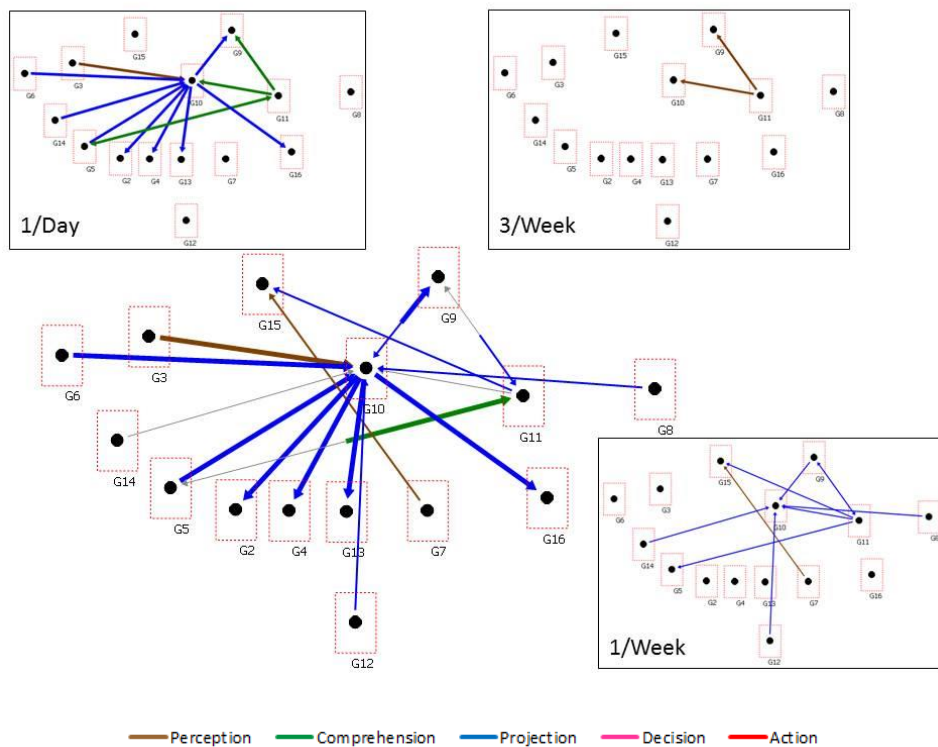 G15
G9
G3
G6
G10
G11
G8
G14
G5
G2
G4
G13
G7
G16
G12
1/Day
G15
G9
G3
G6
G10
G11
G8
G14
G5
G2
G4
G13
G7
G16
G12
3/Week
G15
G9
G3
G6
G10
G11
G8
G14
G5
G2
G4
G13
G7
G16
G12
G15
G9
G3
G6
G10
G11
G14
G5
G2
G4
G13
G7
G16
G12
1/Week
Perception Comprehension Projection Decision Action